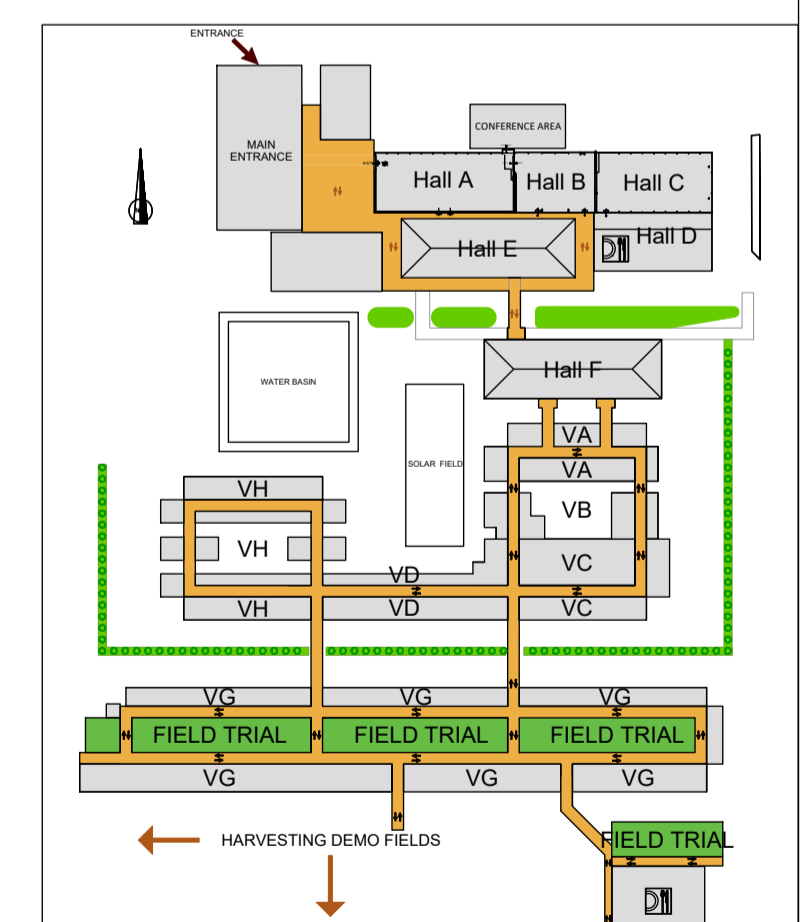 ENTRANCE
MAIN
ENTRANCE
CONFERENCE AREA
Hall A
Hall B
Hall C
Hall D
Hall E
Hall F
WATER BASIN
SOLAR FIELD
VA
VA
VB
VH
VH
VC
VD
VH
VD
VC
VG
VG
VG
FIELD TRIAL
FIELD TRIAL
FIELD TRIAL
VG
VG
VG
HARVESTING DEMO FIELDS
FIELD TRIAL